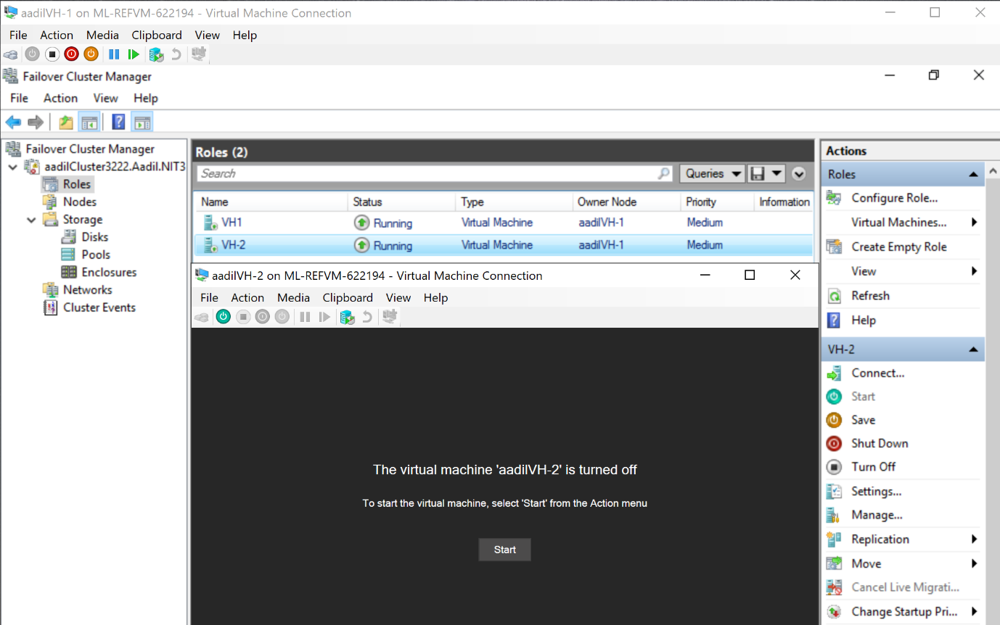 aadilVH-1 on ML-REFVM-622194 - Virtual Machine Connection
File Action Media Clipboard View Help
Failover Cluster Manager
File Action View Help
Failover Cluster Manager
aadilCluster3222.Aadil.NIT3
Roles
Nodes
Storage
Disks
Pools
Enclosures
Networks
Cluster Events
Roles (2)
Search
Queries
Name Status Type Owner Node Priority Information
VH1 Running Virtual Machine aadilVH-1 Medium
VH-2 Running Virtual Machine aadilVH-1 Medium
aadilVH-2 on ML-REFVM-622194 - Virtual Machine Connection
File Action Media Clipboard View Help
The virtual machine 'aadilVH-2' is turned off
To start the virtual machine, select 'Start' from the Action menu
Start
Actions
Roles
Configure Role...
Virtual Machines...
Create Empty Role
View
Refresh
Help
VH-2
Connect...
Start
Save
Shut Down
Turn Off
Settings...
Manage...
Replication
Move
Cancel Live Migrati...
Change Startup Pri...